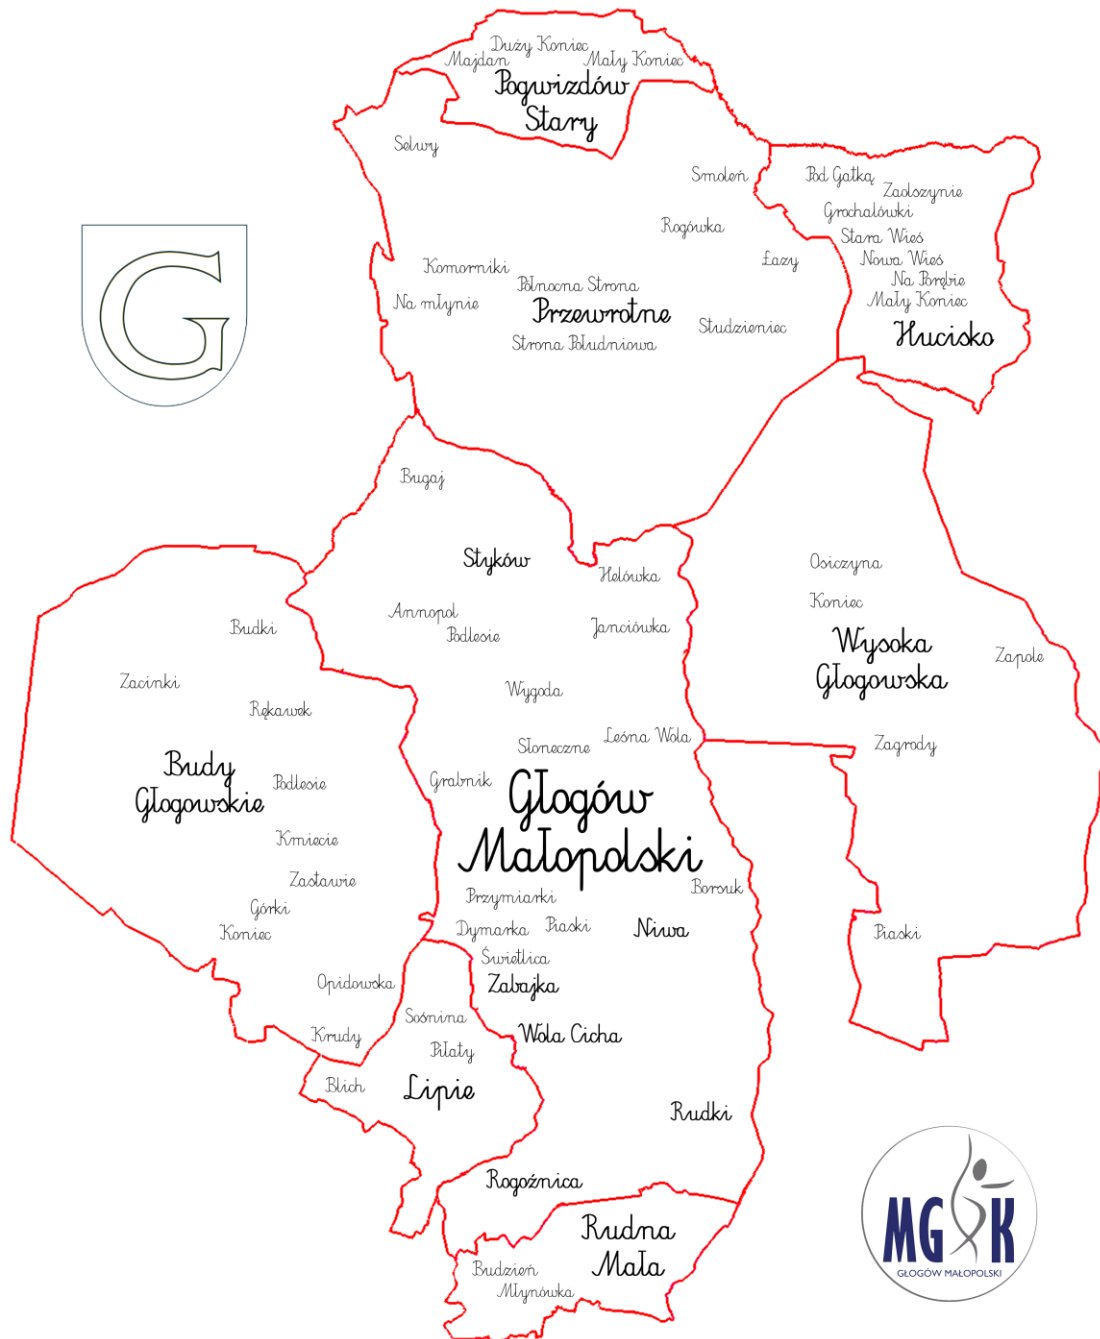 Duży Koniec
Majdan
Mały Koniec
Pogwizdów
Stary
Selwy
Smoleń
Pod Gatką
Zaolszynie
Grochalówki
Rogówka
Stara Wieś
Łazy
Nowa Wieś
Komorniki
Na Porębie
Północna Strona
Na młynie
Mały Koniec
Przewrotne
Studzieniec
Hucisko
Strona Południowa
G
Bugaj
Styków
Osiczyna
Helówka
Koniec
Annopol
Budki
Podlesie
Janciówka
Wysoka
Głogowska
Zapole
Zacinki
Wygoda
Rękawek
Leśna Wola
Słoneczne
Zagrody
Budy
Głogowskie
Podlesie
Grabnik
Głogów
Małopolski
Kmiecie
Zastawie
Borsuk
Przymiarki
Górki
Koniec
Dymarka
Piaski
Niwa
Piaski
Świetlica
Opidowska
Zabajka
Sośnina
Krudy
Wola Cicha
Piłaty
Blich
Lipie
Rudki
Rogoźnica
Rudna
Mała
Budzień
Młynówka
MG K
GŁOGÓW MAŁOPOLSKI